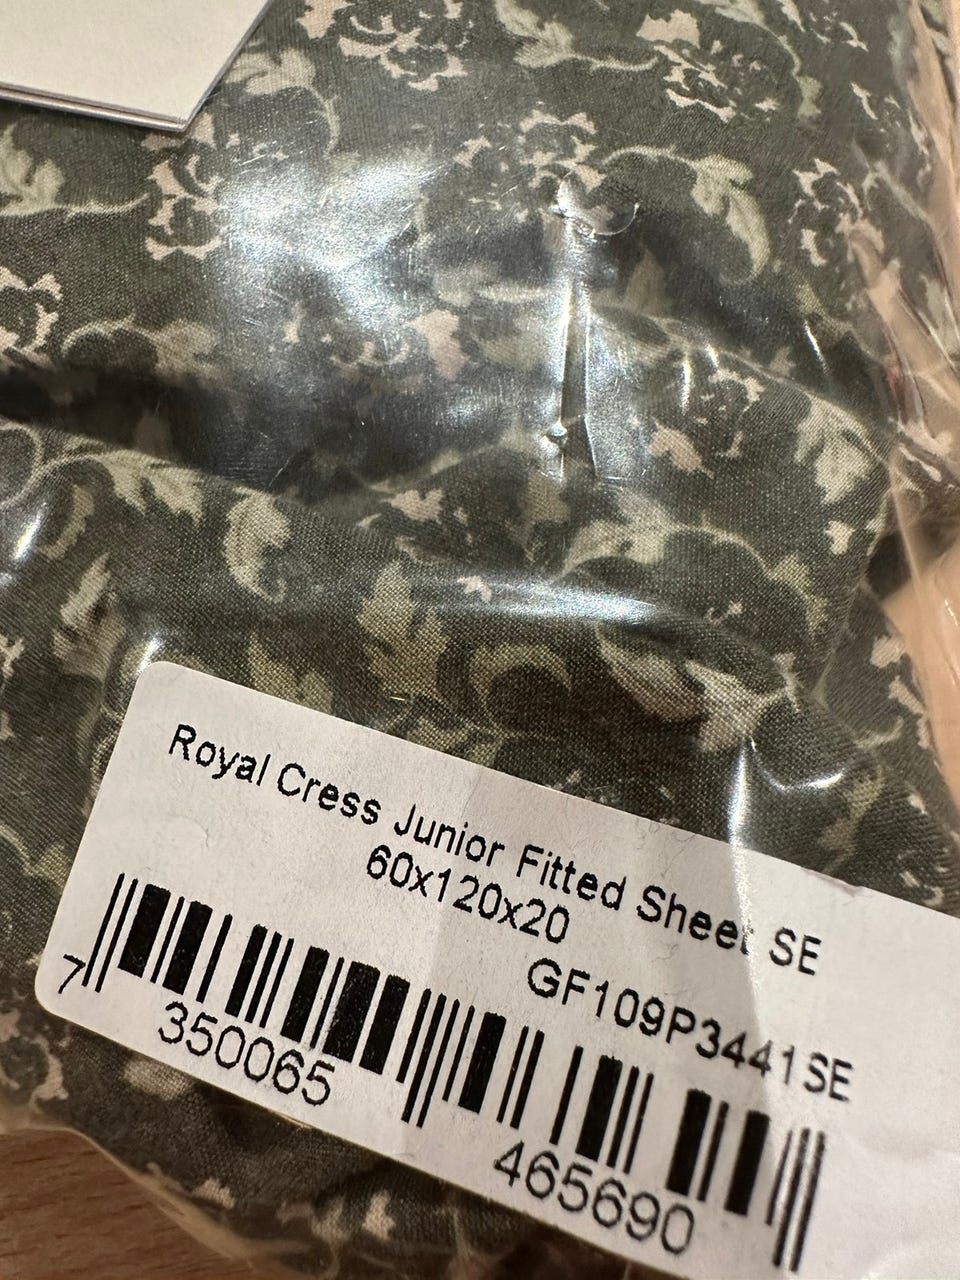 Royal Cress Junior Fitted Sheet SE
60x120x20
GF109P3441SE
7 350065 465690